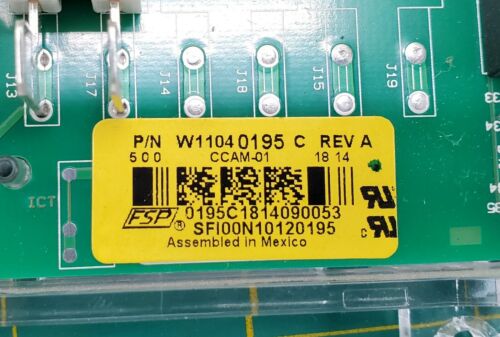 J13
J17
J14
J18
J15
J19
P/N W11040195 C REV A
500 CCAM-01 18 14
FSP® 0195C1814090053
SFI00N10120195
Assembled in Mexico
ICT